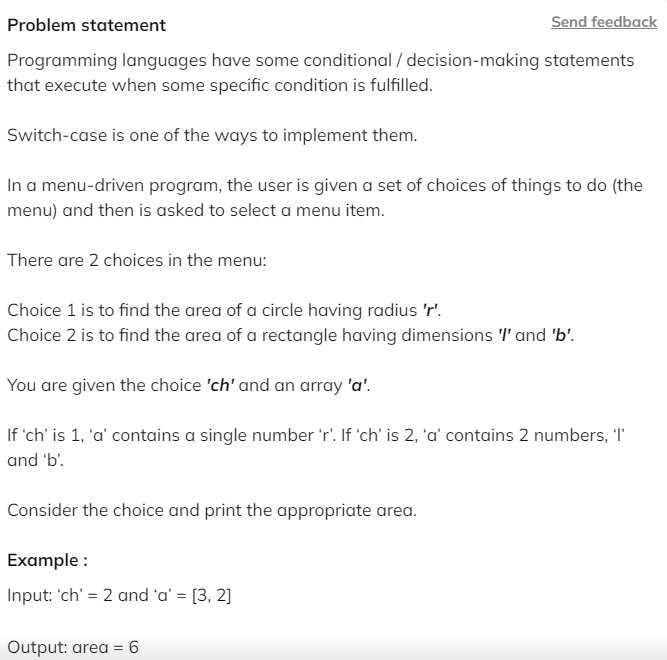 Problem statement
Send feedback
Programming languages have some conditional / decision-making statements
that execute when some specific condition is fulfilled.
Switch-case is one of the ways to implement them.
In a menu-driven program, the user is given a set of choices of things to do (the
menu) and then is asked to select a menu item.
There are 2 choices in the menu:
Choice 1 is to find the area of a circle having radius 'r'.
Choice 2 is to find the area of a rectangle having dimensions 'l' and 'b'.
You are given the choice 'ch' and an array 'a'.
If ‘ch’ is 1, ‘a’ contains a single number ‘r’. If ‘ch’ is 2, ‘a’ contains 2 numbers, ‘l’
and ‘b’.
Consider the choice and print the appropriate area.
Example :
Input: ‘ch’ = 2 and ‘a’ = [3, 2]
Output: area = 6